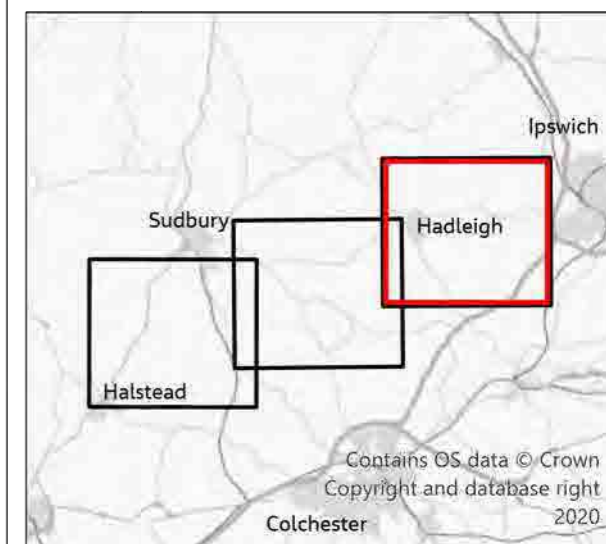 Ipswich
Sudbury
Hadleigh
Halstead
Contains OS data © Crown
Copyright and database right
2020
Colchester